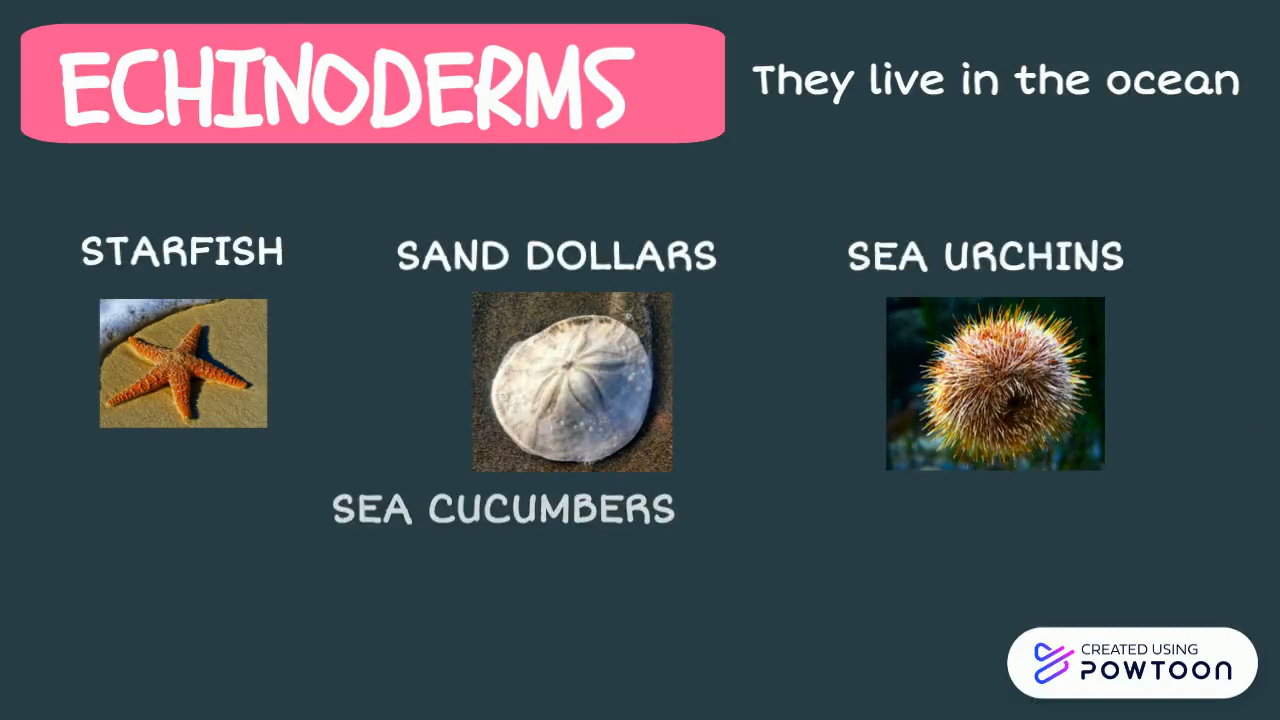 ECHINODERMS
They live in the ocean
STARFISH
SAND DOLLARS
SEA URCHINS
SEA CUCUMBERS
CREATED USING
POWTOON